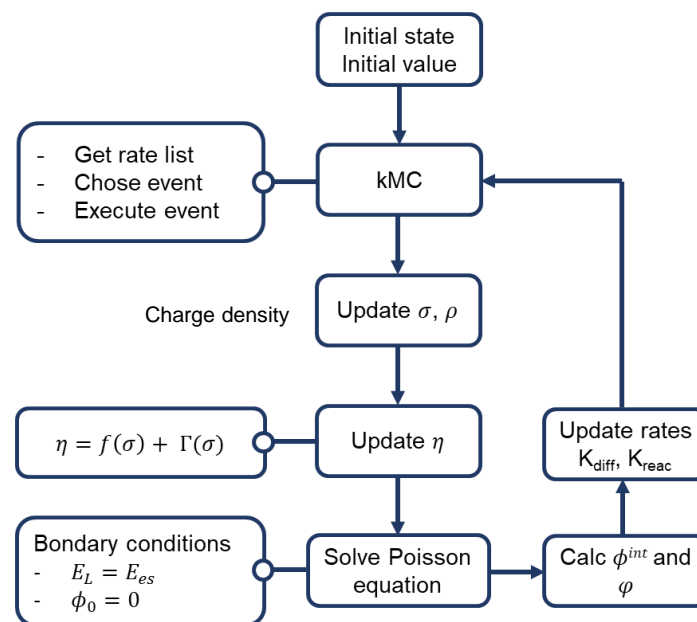 Initial state
Initial value
- Get rate list
- Chose event
- Execute event
kMC
Charge density
Update σ, ρ
η = f(σ) + Γ(σ)
Update η
Update rates
K_diff, K_reac
Bondary conditions
- E_L = E_es
- ϕ_0 = 0
Solve Poisson
equation
Calc ϕ^int and
φ